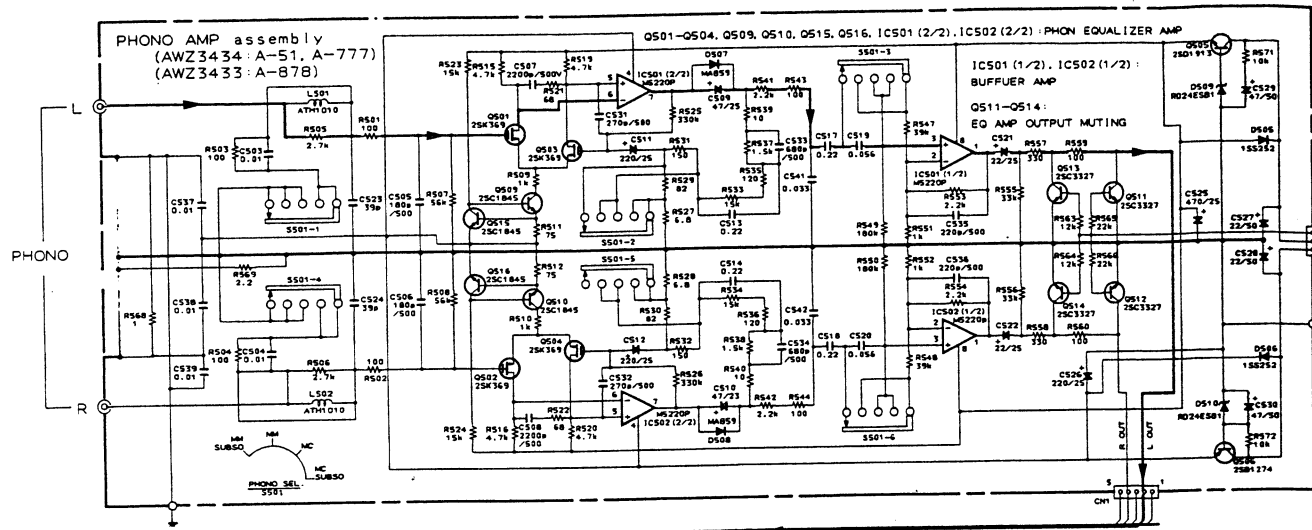 PHONO AMP assembly
(AWZ3434: A-51, A-777)
(AWZ3433: A-878)
Q501-Q504, Q509, Q510, Q515, Q516, IC501 (2/2), IC502 (2/2) : PHON EQUALIZER AMP
IC501 (1/2), IC502 (1/2) :
BUFFUER AMP
Q511-Q514:
EQ AMP OUTPUT MUTING
PHONO
L
R
L501
ATH1010
R505
2.7k
R501
100
R503
100
C503
0.01
S501-1
C537
0.01
C523
39p
C505
180p
/500
R507
56k
R523
15k
R515
4.7k
C507
2200p/500V
R519
4.7k
R521
68
Q501
2SK369
Q503
2SK369
R509
1k
Q509
2SC1845
Q515
2SC1845
R511
75
C531
270p/500
5
6
4
7
IC501 (2/2)
M5220P
R525
330k
D507
MA859
C509
47/25
C511
220/25
R531
150
R529
82
R527
6.8
S501-2
R541
2.2k
R543
100
R539
10
R537
1.5k
R535
120
C533
680p
/500
R533
15k
C513
0.22
S501-3
C517
0.22
C519
0.056
C541
0.033
R547
39k
R549
180k
3
2
8
1
IC501 (1/2)
M5220P
R553
2.2k
C535
220p/500
R551
1k
C521
22/25
R557
330
R559
100
R555
33k
Q513
2SC3327
Q511
2SC3327
R563
12k
R565
22k
Q505
2SD1913
D509
RD24ESB1
R571
10k
C529
47/50
D505
1SS252
C525
470/25
C527
22/50
C528
22/50
R568
1
C538
0.01
C539
0.01
R569
2.2
S501-4
C524
39p
R504
100
C504
0.01
R506
2.7k
L502
ATH1010
100
R502
C506
180p
/500
R508
56k
Q516
2SC1845
R512
75
Q510
2SC1845
R510
1k
Q504
2SK369
Q502
2SK369
R524
15k
R516
4.7k
C508
2200p
/500
R522
68
R520
4.7k
C532
270p/500
6
5
4
7
M5220P
IC502 (2/2)
R526
330k
C512
220/25
R532
150
R530
82
R528
6.8
S501-5
C514
0.22
R534
15k
R536
120
R538
1.5k
C534
680p
/500
R540
10
C510
47/25
MA859
D508
R542
2.2k
R544
100
C542
0.033
C518
0.22
C520
0.056
R550
180k
R552
1k
R548
39k
S501-6
C536
220p/500
R554
2.2k
IC502 (1/2)
M5220p
2
3
8
1
C522
22/25
R556
33k
R558
330
R560
100
R564
12k
R566
22k
Q514
2SC3327
Q512
2SC3327
C526
220/25
D506
1SS252
D510
RD24ESB1
C530
47/50
R572
10k
Q506
2SB1274
R OUT
L OUT
5
1
CN1
MM
SUBSO
MM
MC
MC
SUBSO
PHONO SEL.
S501